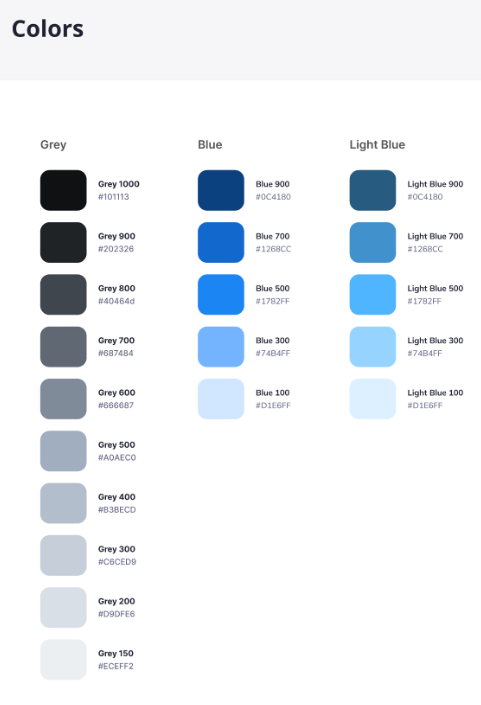 Colors
Grey
Grey 1000
#101113
Grey 900
#202326
Grey 800
#40464d
Grey 700
#687484
Grey 600
#666687
Grey 500
#A0AEC0
Grey 400
#B3BECD
Grey 300
#C6CED9
Grey 200
#D9DFE6
Grey 150
#ECEFF2
Blue
Blue 900
#0C4180
Blue 700
#1268CC
Blue 500
#1782FF
Blue 300
#74B4FF
Blue 100
#D1E6FF
Light Blue
Light Blue 900
#0C4180
Light Blue 700
#1268CC
Light Blue 500
#1782FF
Light Blue 300
#74B4FF
Light Blue 100
#D1E6FF